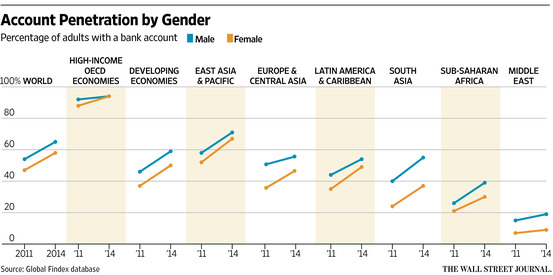 Account Penetration by Gender
Percentage of adults with a bank account Male Female
100% WORLD
HIGH-INCOME
OECD
ECONOMIES
DEVELOPING
ECONOMIES
EAST ASIA
& PACIFIC
EUROPE &
CENTRAL ASIA
LATIN AMERICA
& CARIBBEAN
SOUTH
ASIA
SUB-SAHARAN
AFRICA
MIDDLE
EAST
80
60
40
20
0
2011 2014 '11 '14 '11 '14 '11 '14 '11 '14 '11 '14 '11 '14 '11 '14 '11 '14
Source: Global Findex database
THE WALL STREET JOURNAL.